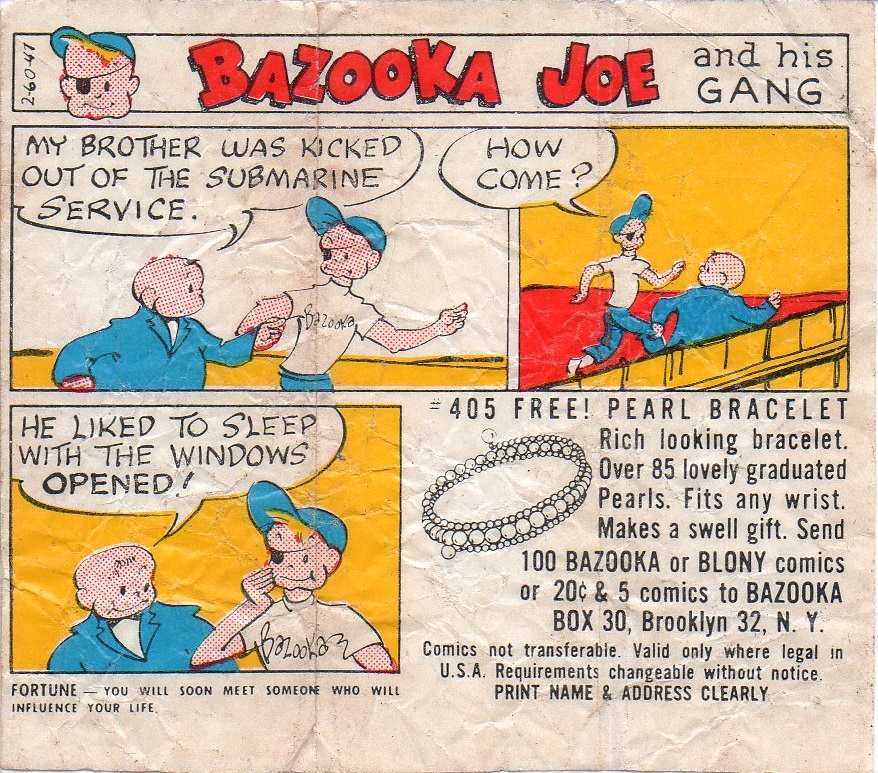 2-60-47
BAZOOKA JOE
and his
GANG
MY BROTHER WAS KICKED
OUT OF THE SUBMARINE
SERVICE.
Bazooka
HOW
COME?
HE LIKED TO SLEEP
WITH THE WINDOWS
OPENED!
Bazooka
FORTUNE — YOU WILL SOON MEET SOMEONE WHO WILL
INFLUENCE YOUR LIFE.
#405 FREE! PEARL BRACELET
Rich looking bracelet.
Over 85 lovely graduated
Pearls. Fits any wrist.
Makes a swell gift. Send
100 BAZOOKA or BLONY comics
or 20¢ & 5 comics to BAZOOKA
BOX 30, Brooklyn 32, N. Y.
Comics not transferable. Valid only where legal in
U.S.A. Requirements changeable without notice.
PRINT NAME & ADDRESS CLEARLY